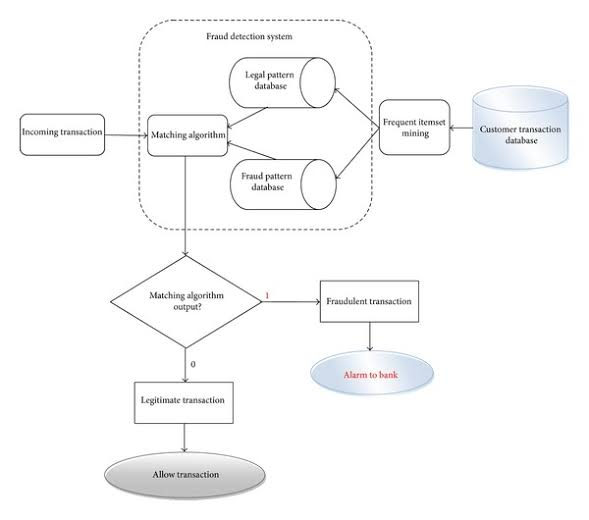 Fraud detection system
Legal pattern
database
Incoming transaction
Matching algorithm
Frequent itemset
mining
Customer transaction
database
Fraud pattern
database
Matching algorithm
output?
1
Fraudulent transaction
0
Alarm to bank
Legitimate transaction
Allow transaction